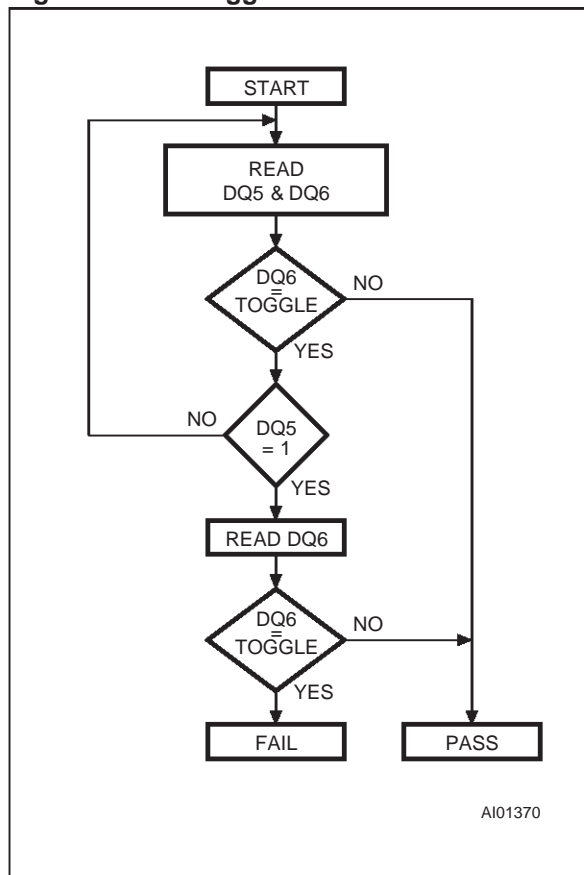 START
READ
DQ5 & DQ6
DQ6
=
TOGGLE
NO
YES
NO
DQ5
= 1
YES
READ DQ6
DQ6
=
TOGGLE
NO
YES
FAIL
PASS
AI01370